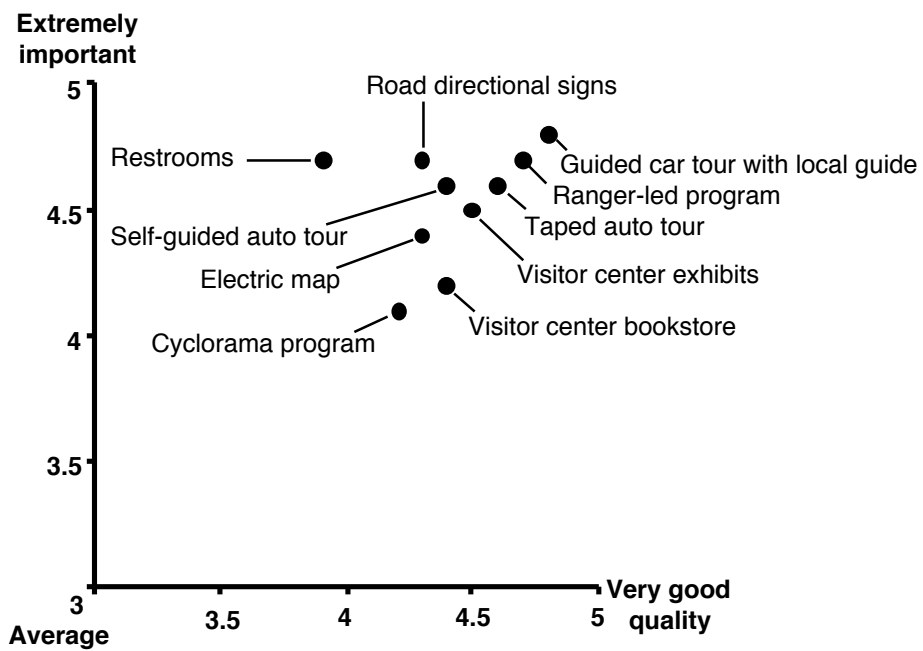 Extremely
important
5
Road directional signs
Restrooms
Guided car tour with local guide
Ranger-led program
4.5
Taped auto tour
Self-guided auto tour
Electric map
Visitor center exhibits
Visitor center bookstore
4
Cyclorama program
3.5
3
Average
3.5
4
4.5
5
Very good
quality